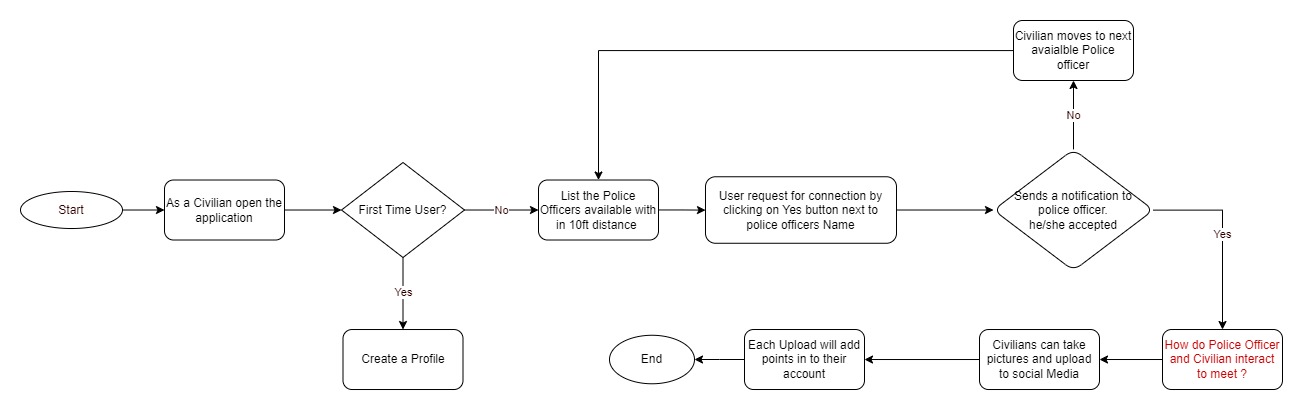 Civilian moves to next
avaialble Police
officer
No
Start
As a Civilian open the
application
First Time User?
No
List the Police
Officers available with
in 10ft distance
User request for connection by
clicking on Yes button next to
police officers Name
Sends a notification to
police officer.
he/she accepted
Yes
Yes
Create a Profile
End
Each Upload will add
points in to their
account
Civilians can take
pictures and upload
to social Media
How do Police Officer
and Civilian interact
to meet ?